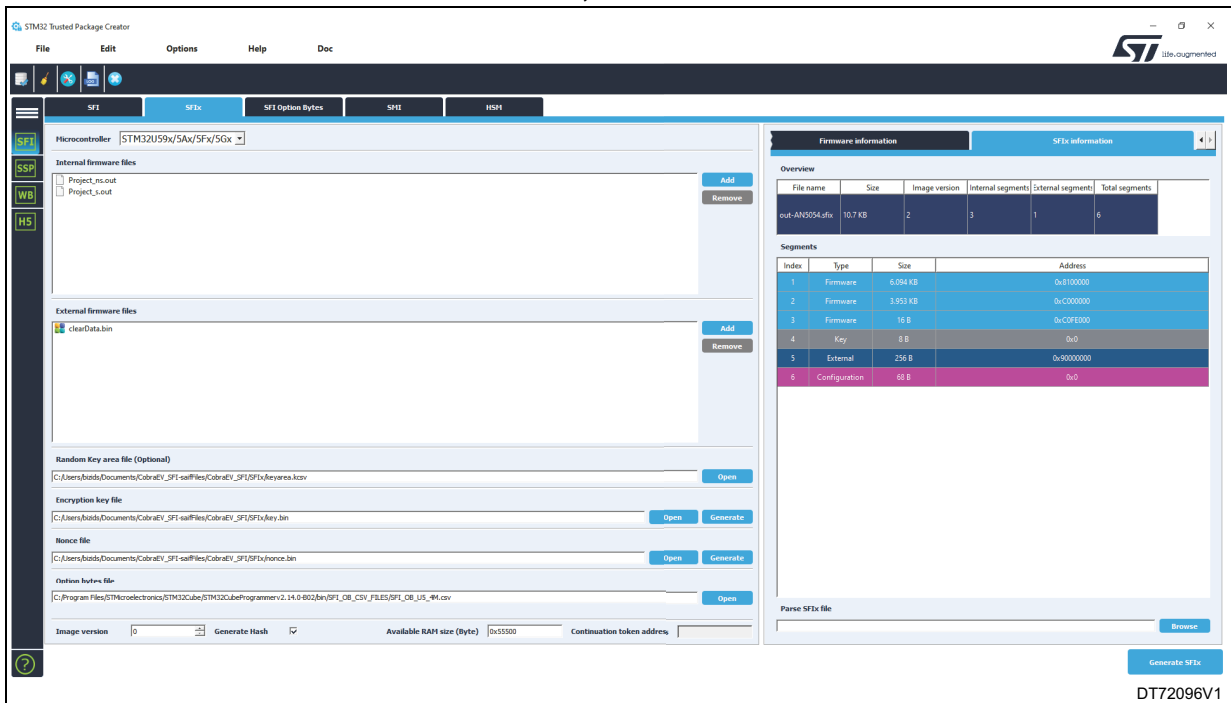 STM32 Trusted Package Creator
File Edit Options Help Doc
ST life.augmented
SFI SFIx SFI Option Bytes SMI HSM
SFI
SSP
WB
H5
Microcontroller STM32U59x/5Ax/5Fx/5Gx
Internal firmware files
Project_ns.out
Project_s.out
Add
Remove
External firmware files
clearData.bin
Add
Remove
Random Key area file (Optional)
C:/Users/bizids/Documents/CobraEV_SFI-saifFiles/CobraEV_SFI/SFIx/keyarea.kcsv Open
Encryption key file
C:/Users/bizids/Documents/CobraEV_SFI-saifFiles/CobraEV_SFI/SFIx/key.bin Open Generate
Nonce file
C:/Users/bizids/Documents/CobraEV_SFI-saifFiles/CobraEV_SFI/SFIx/nonce.bin Open Generate
Option bytes file
C:/Program Files/STMicroelectronics/STM32Cube/STM32CubeProgrammerv2.14.0-B02/bin/SFI_OB_CSV_FILES/SFI_OB_U5_4M.csv Open
Image version 0 Generate Hash Available RAM size (Byte) 0x55500 Continuation token address
Firmware information SFIx information
Overview
File name Size Image version Internal segments External segments Total segments
out-AN5054.sfix 10.7 KB 2 3 1 6
Segments
Index Type Size Address
1 Firmware 6.094 KB 0x8100000
2 Firmware 3.953 KB 0xC000000
3 Firmware 16 B 0xC0FE000
4 Key 8 B 0x0
5 External 256 B 0x90000000
6 Configuration 68 B 0x0
Parse SFIx file
Browse
Generate SFIx
?
DT72096V1